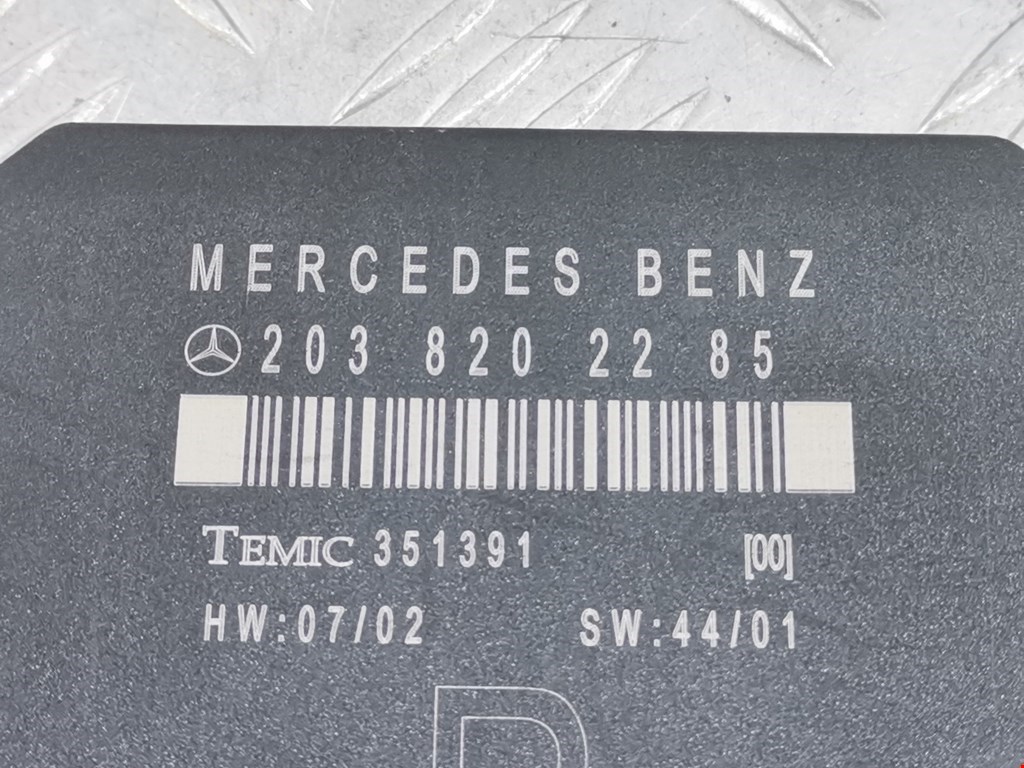 MERCEDES BENZ
203 820 22 85
TEMIC 351391 [00]
HW:07/02 SW:44/01